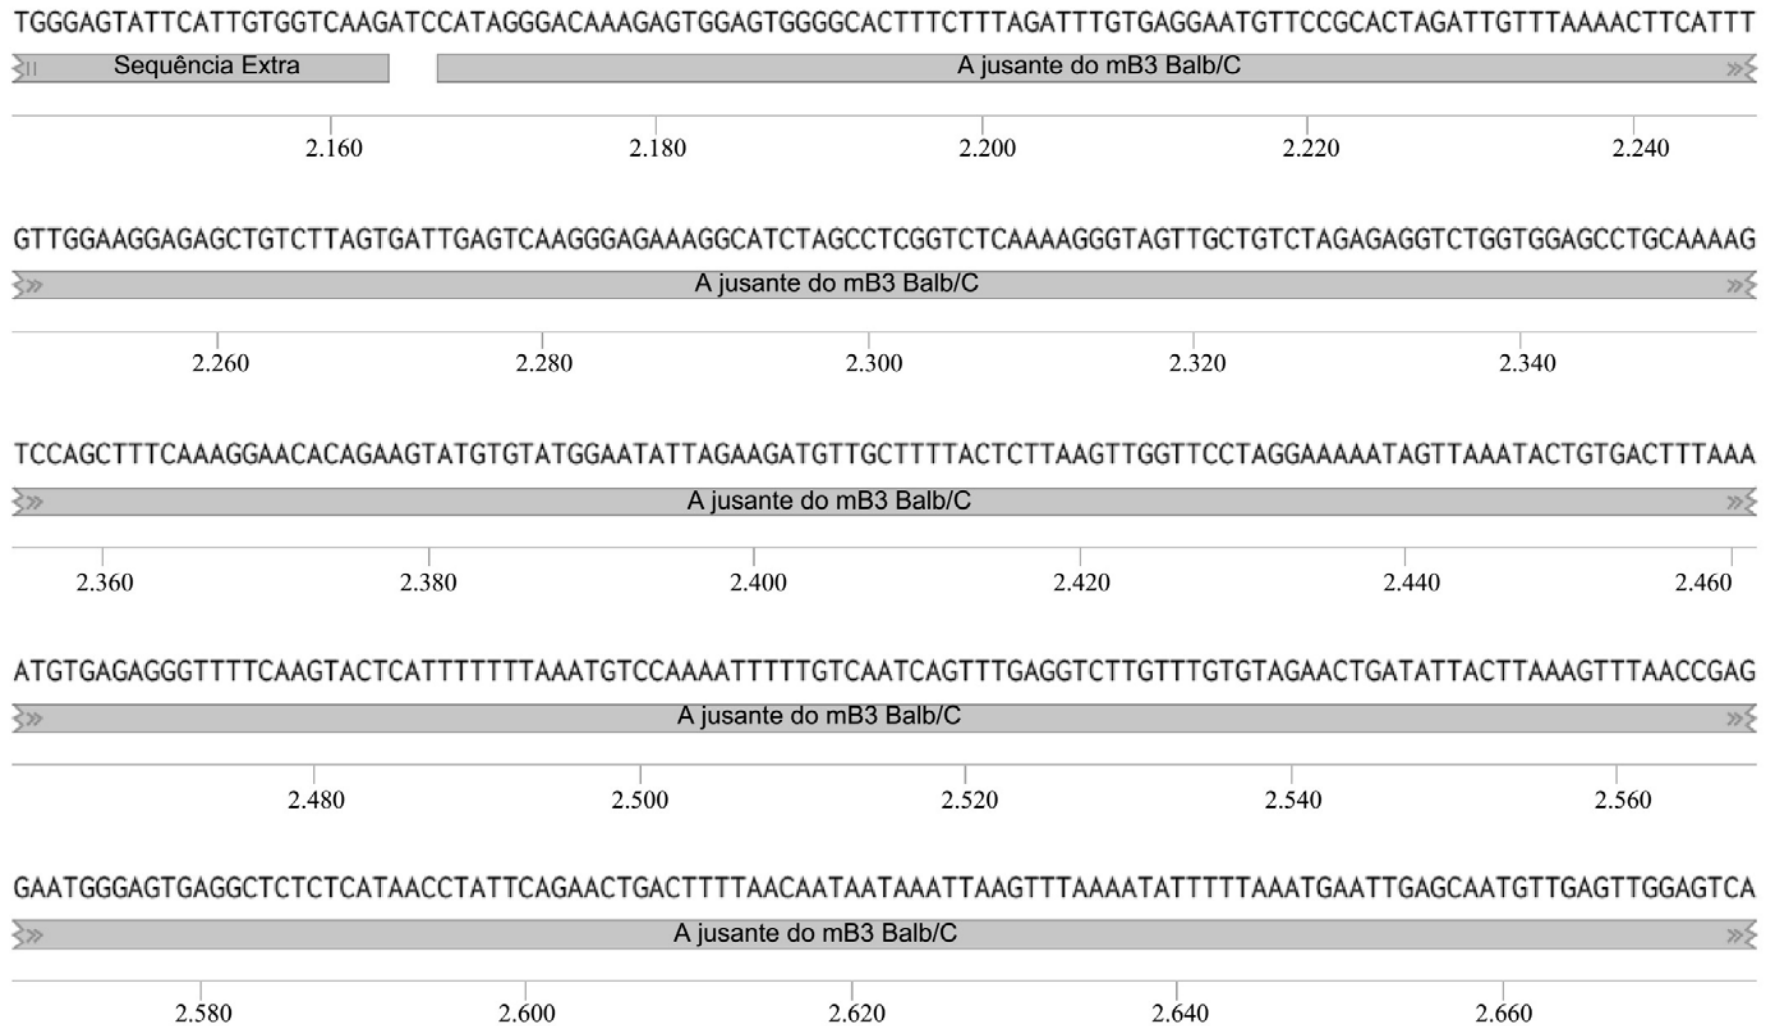 TGGGAGTATTCATTGTGGTCAAGATCCATAGGGACAAAGAGTGGAGTGGGGCACTTTCTTTAGATTTGTGAGGAATGTTCCGCACTAGATTGTTTAAAACTTCATTT
Sequência Extra A jusante do mB3 Balb/C
2.160 2.180 2.200 2.220 2.240
GTTGGAAGGAGAGCTGTCTTAGTGATTGAGTCAAGGGAGAAAGGCATCTAGCCTCGGTCTCAAAAGGGTAGTTGCTGTCTAGAGAGGTCTGGTGGAGCCTGCAAAAG
A jusante do mB3 Balb/C
2.260 2.280 2.300 2.320 2.340
TCCAGCTTTCAAAGGAACACAGAAGTATGTGTATGGAATATTAGAAGATGTTGCTTTTACTCTTAAGTTGGTTCCTAGGAAAAATAGTTAAATACTGTGACTTTAAA
A jusante do mB3 Balb/C
2.360 2.380 2.400 2.420 2.440 2.460
ATGTGAGAGGGTTTTCAAGTACTCATTTTTTTAAATGTCCAAAATTTTTGTCAATCAGTTTGAGGTCTTGTTTGTGTAGAACTGATATTACTTAAAGTTTAACCGAG
A jusante do mB3 Balb/C
2.480 2.500 2.520 2.540 2.560
GAATGGGAGTGAGGCTCTCTCATAACCTATTCAGAACTGACTTTTAACAATAATAAATTAAGTTTAAAATATTTTTAAATGAATTGAGCAATGTTGAGTTGGAGTCA
A jusante do mB3 Balb/C
2.580 2.600 2.620 2.640 2.660